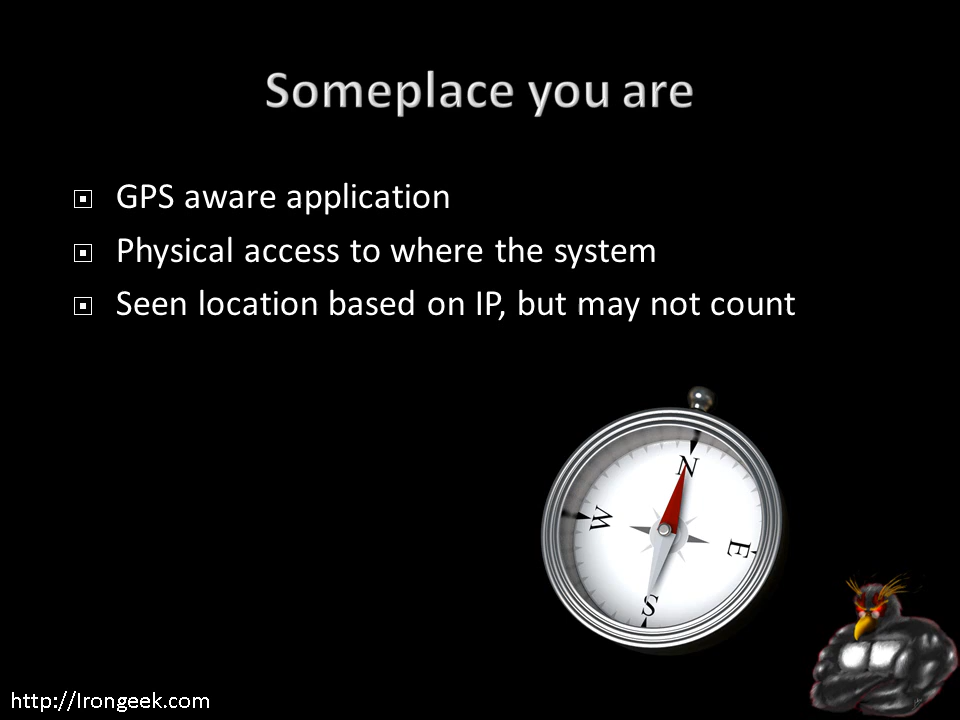 Someplace you are
GPS aware application
Physical access to where the system
Seen location based on IP, but may not count
N
W
E
S
http://Irongeek.com